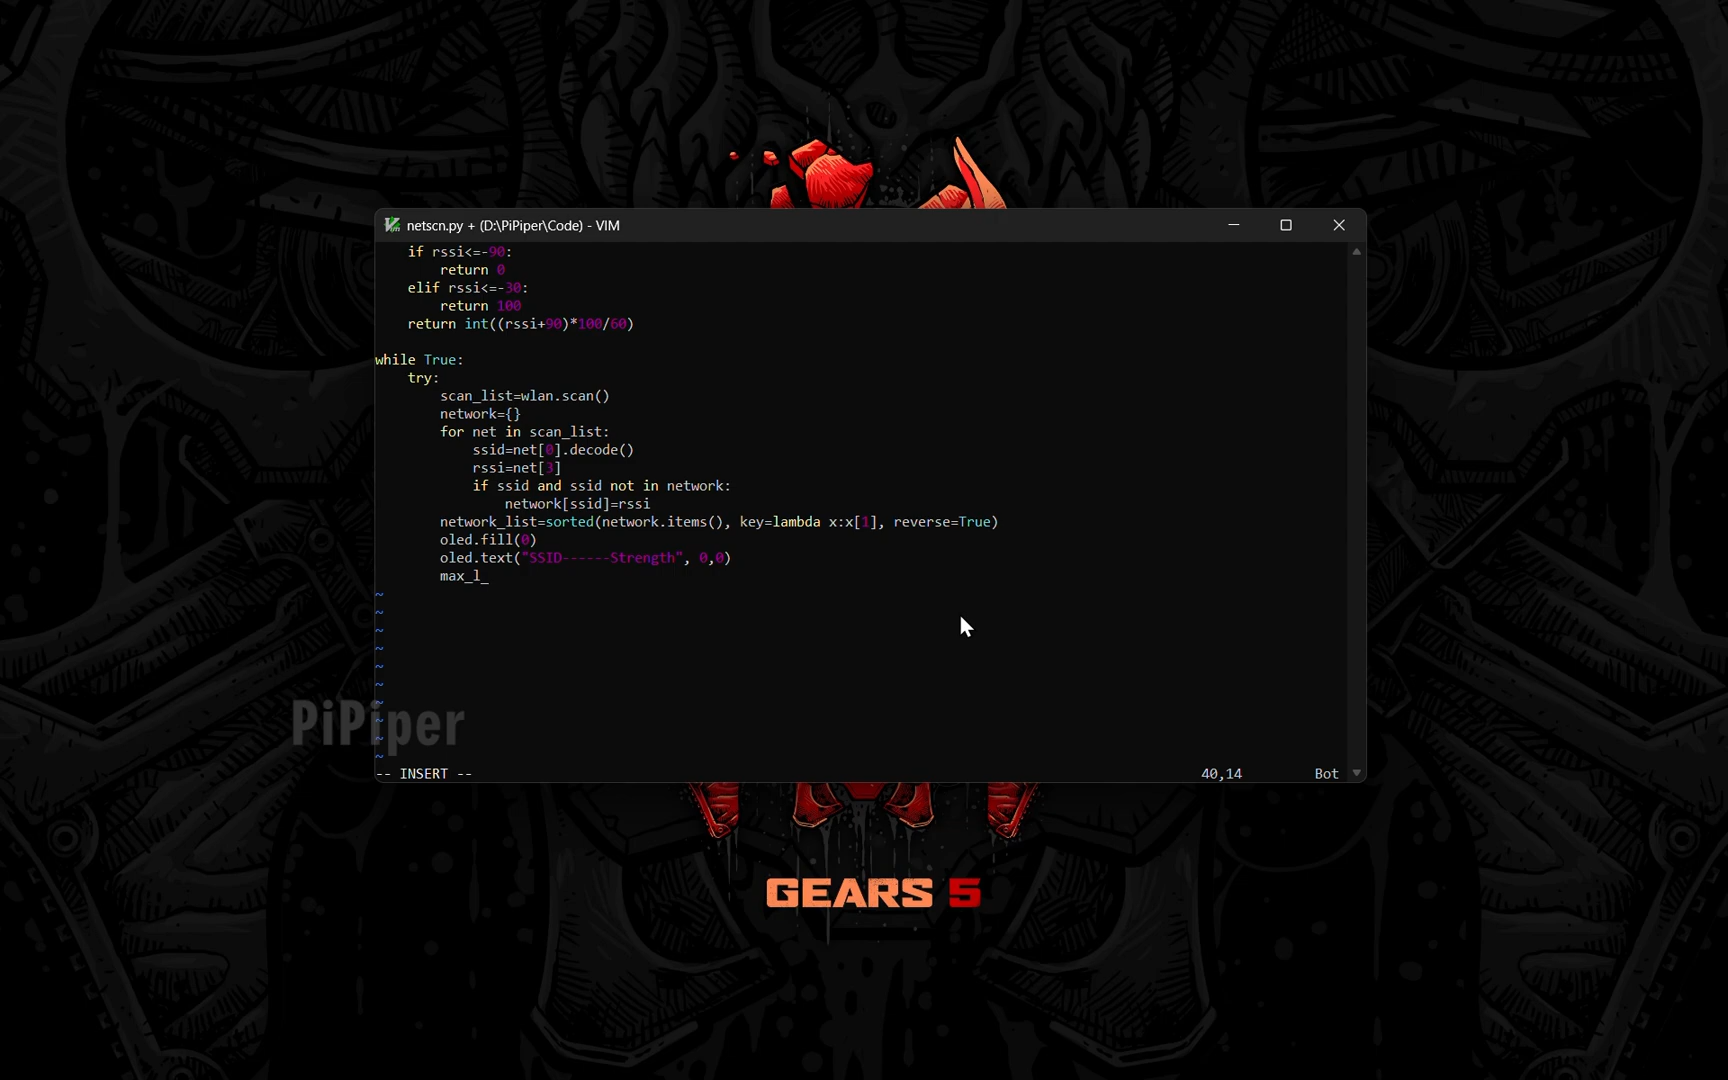 netscn.py + (D:\PiPiper\Code) - VIM
    if rssi<=-90:
        return 0
    elif rssi<=-30:
        return 100
    return int((rssi+90)*100/60)
while True:
    try:
        scan_list=wlan.scan()
        network={}
        for net in scan_list:
            ssid=net[0].decode()
            rssi=net[3]
            if ssid and ssid not in network:
                network[ssid]=rssi
        network_list=sorted(network.items(), key=lambda x:x[1], reverse=True)
        oled.fill(0)
        oled.text("SSID------Strength", 0,0)
        max_l_
~
~
~
~
~
~
~
~
~
~
PiPiper
-- INSERT -- 40,14 Bot
GEARS 5